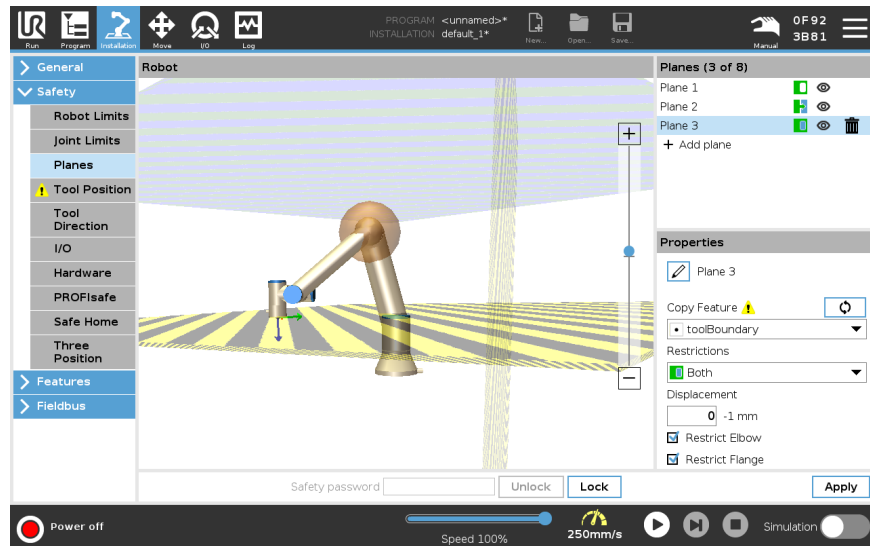 PROGRAM <unnamed>*
INSTALLATION default_1*
Run
Program
Installation
Move
I/O
Log
New...
Open...
Save...
Manual
0F92
3B81
General
Safety
Robot Limits
Joint Limits
Planes
Tool Position
Tool
Direction
I/O
Hardware
PROFIsafe
Safe Home
Three
Position
Features
Fieldbus
Robot
Planes (3 of 8)
Plane 1
Plane 2
Plane 3
+ Add plane
Properties
Plane 3
Copy Feature
toolBoundary
Restrictions
Both
Displacement
0 -1 mm
Restrict Elbow
Restrict Flange
Safety password
Unlock
Lock
Apply
Power off
Speed 100%
250mm/s
Simulation